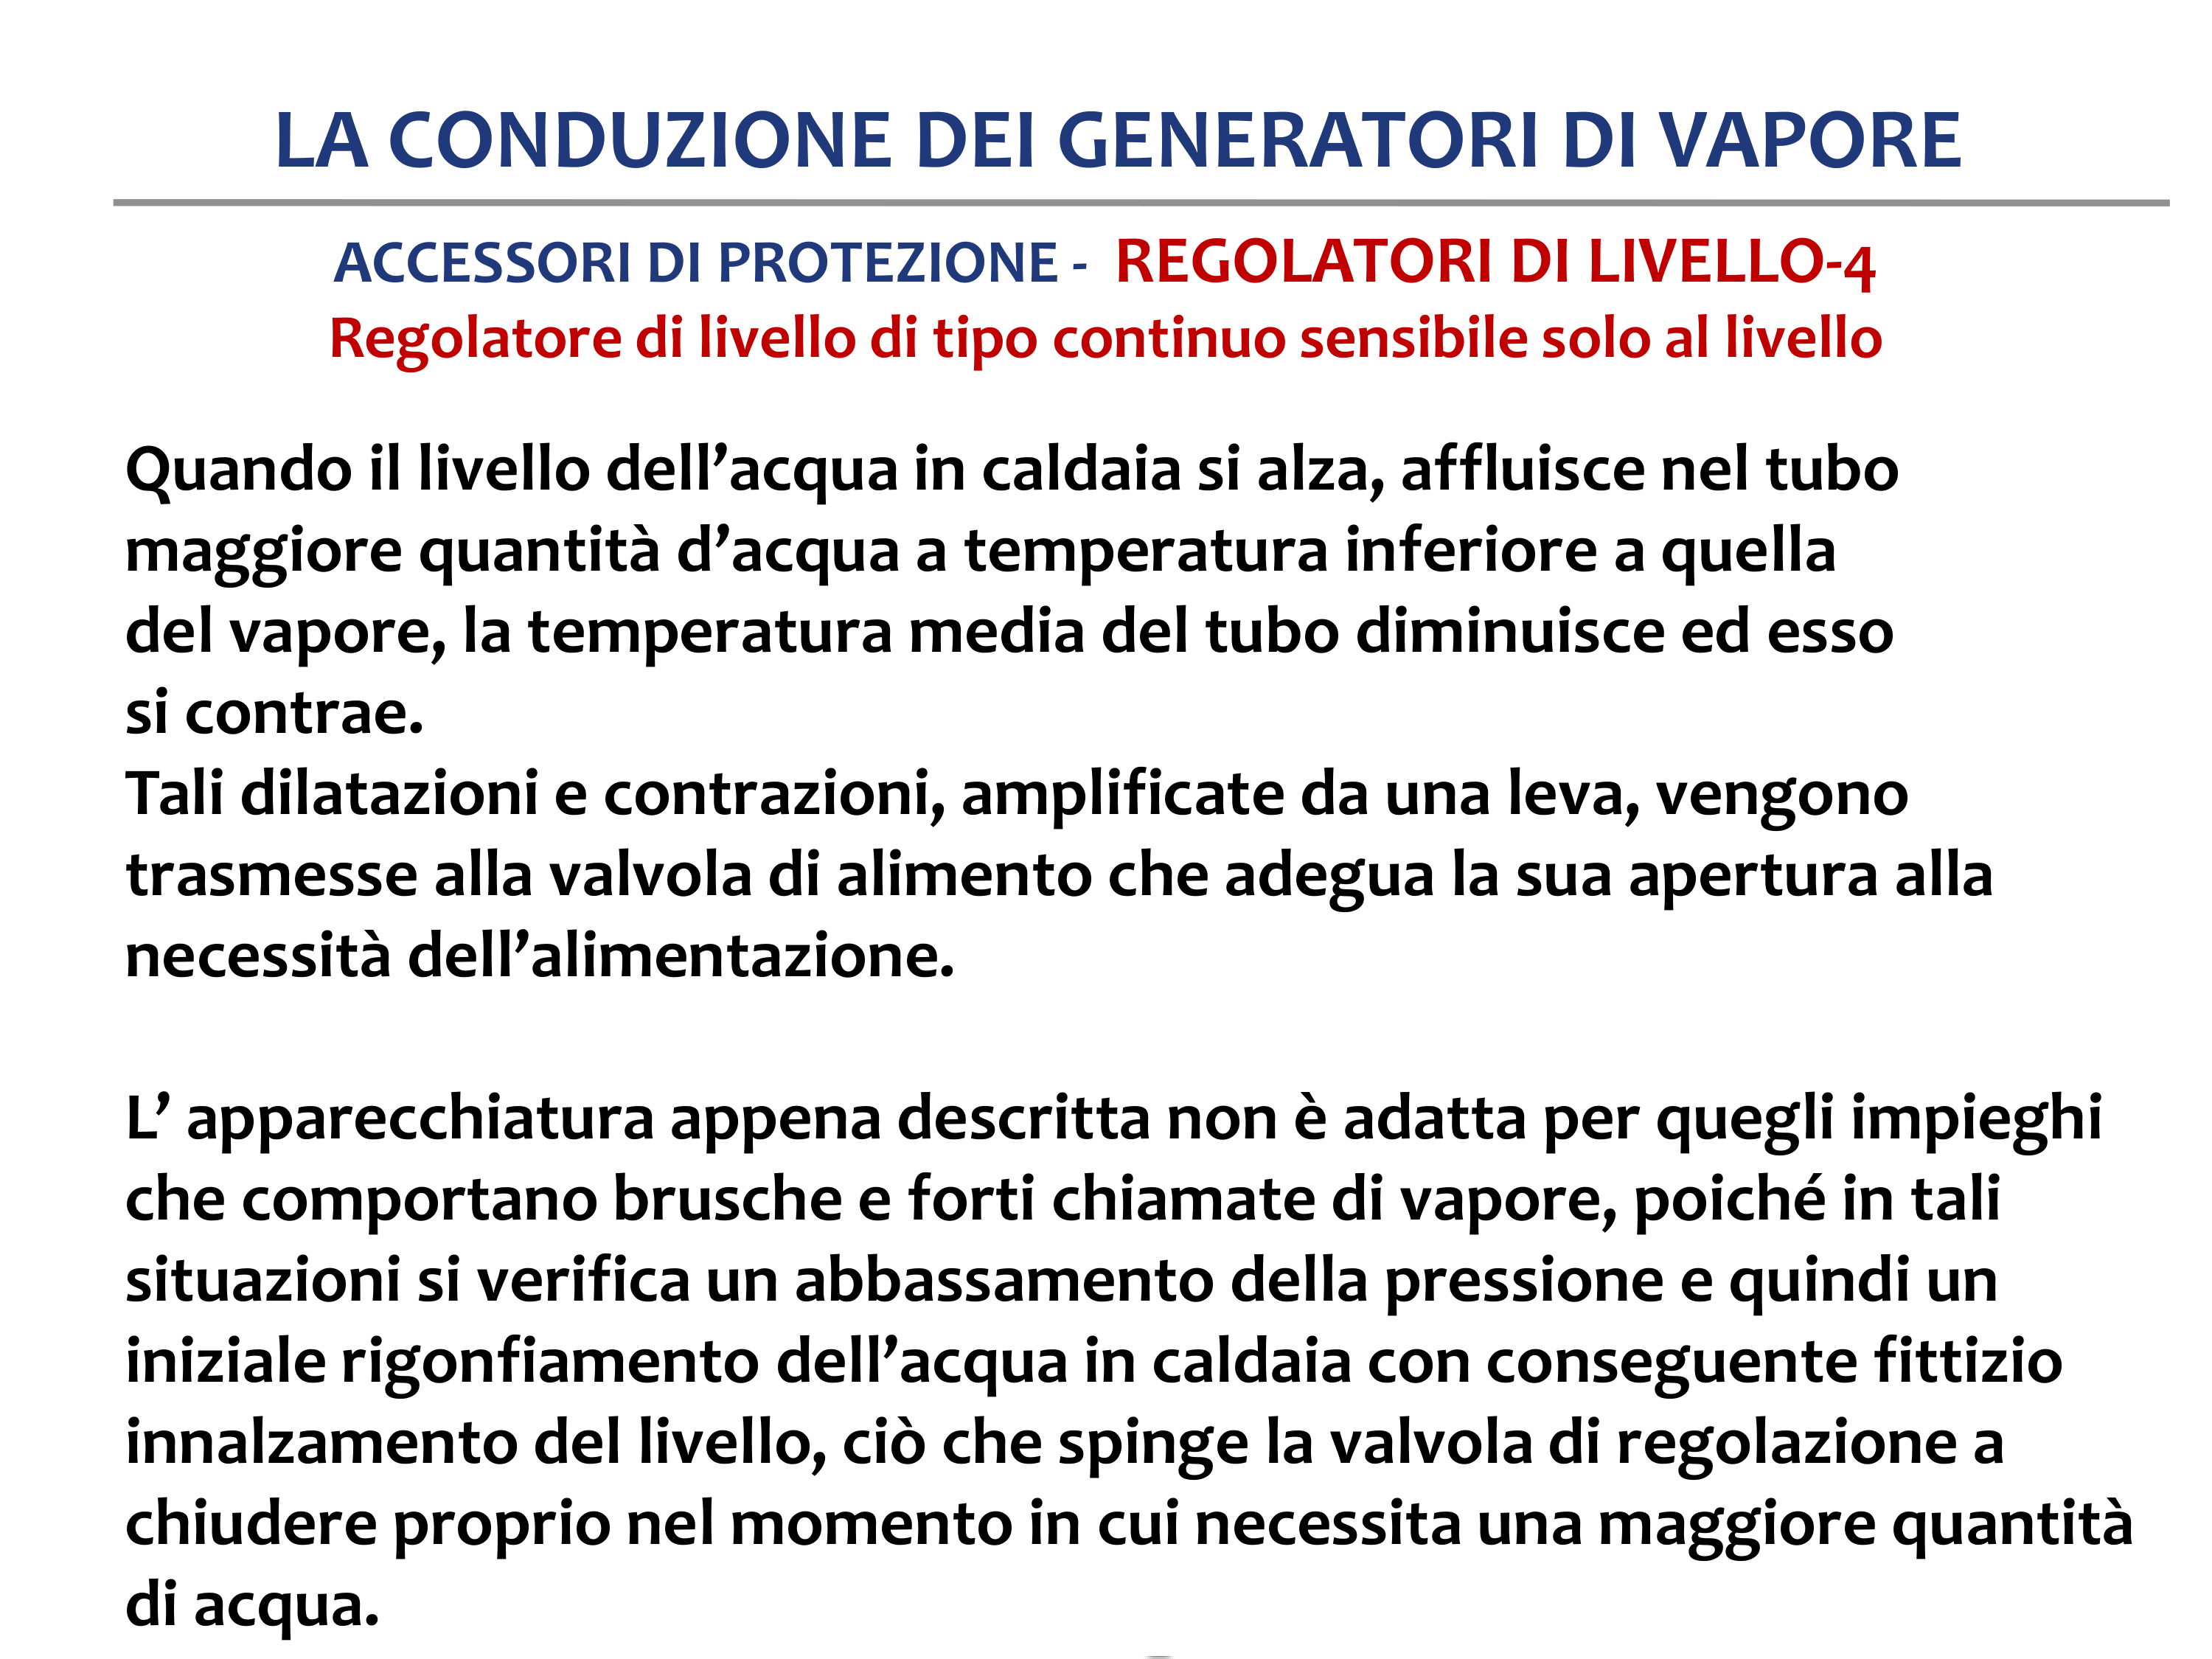 LA CONDUZIONE DEI GENERATORI DI VAPORE
ACCESSORI DI PROTEZIONE - REGOLATORI DI LIVELLO-4
Regolatore di livello di tipo continuo sensibile solo al livello
Quando il livello dell’acqua in caldaia si alza, affluisce nel tubo
maggiore quantità d’acqua a temperatura inferiore a quella
del vapore, la temperatura media del tubo diminuisce ed esso
si contrae.
Tali dilatazioni e contrazioni, amplificate da una leva, vengono
trasmesse alla valvola di alimento che adegua la sua apertura alla
necessità dell’alimentazione.
L’ apparecchiatura appena descritta non è adatta per quegli impieghi
che comportano brusche e forti chiamate di vapore, poiché in tali
situazioni si verifica un abbassamento della pressione e quindi un
iniziale rigonfiamento dell’acqua in caldaia con conseguente fittizio
innalzamento del livello, ciò che spinge la valvola di regolazione a
chiudere proprio nel momento in cui necessita una maggiore quantità
di acqua.